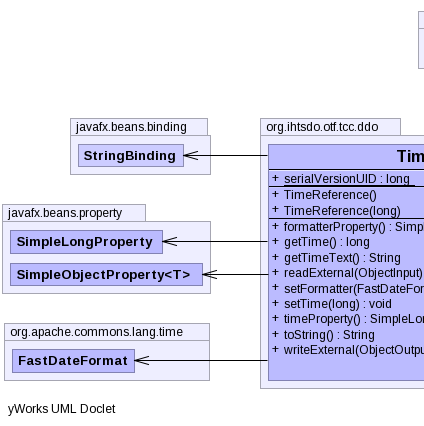 javafx.beans.binding
StringBinding
javafx.beans.property
SimpleLongProperty
SimpleObjectProperty<T>
org.apache.commons.lang.time
FastDateFormat
org.ihtsdo.otf.tcc.ddo
Tim
+ serialVersionUID : long
+ TimeReference()
+ TimeReference(long)
+ formatterProperty() : Simp
+ getTime() : long
+ getTimeText() : String
+ readExternal(ObjectInput)
+ setFormatter(FastDateFor
+ setTime(long) : void
+ timeProperty() : SimpleLon
+ toString() : String
+ writeExternal(ObjectOutpu
yWorks UML Doclet